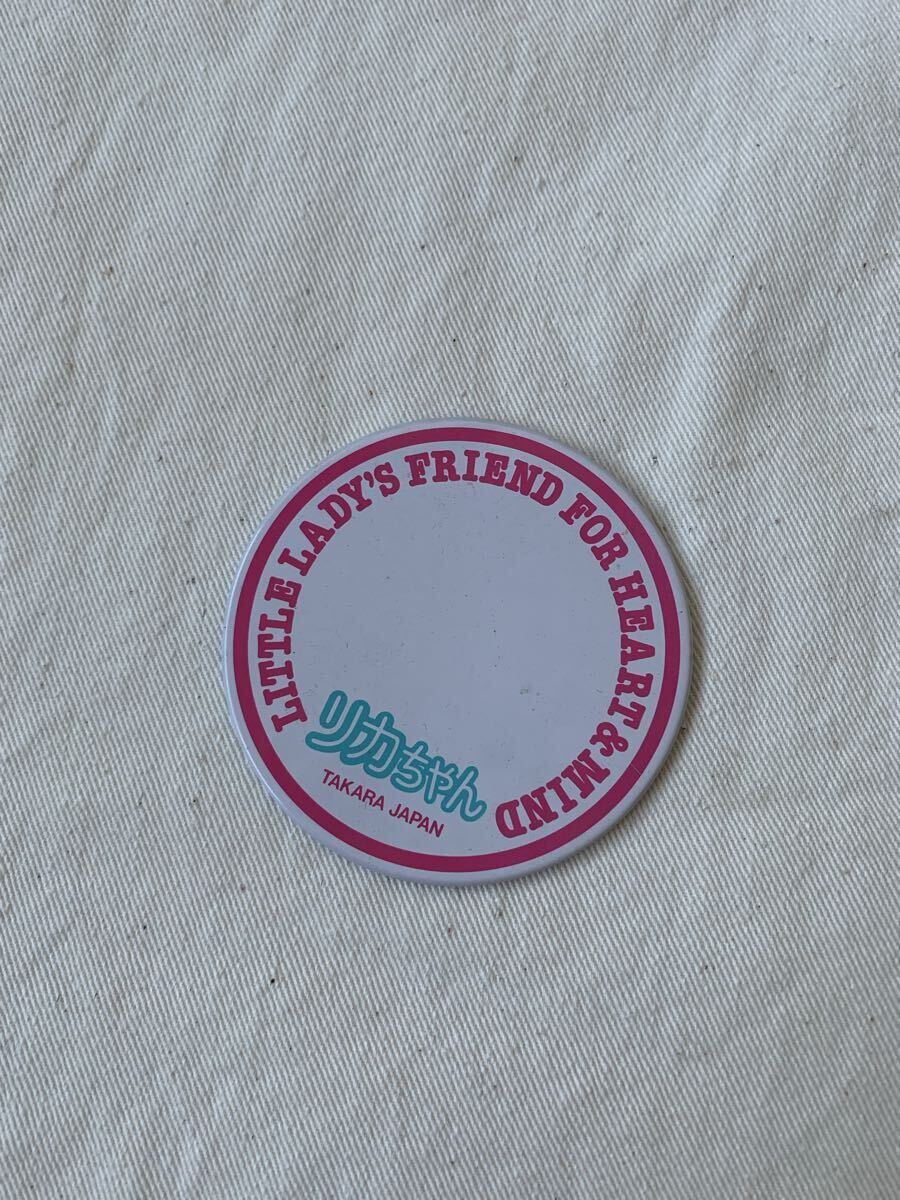 LITTLE LADY'S FRIEND FOR HEART & MIND
リカちゃん
TAKARA JAPAN